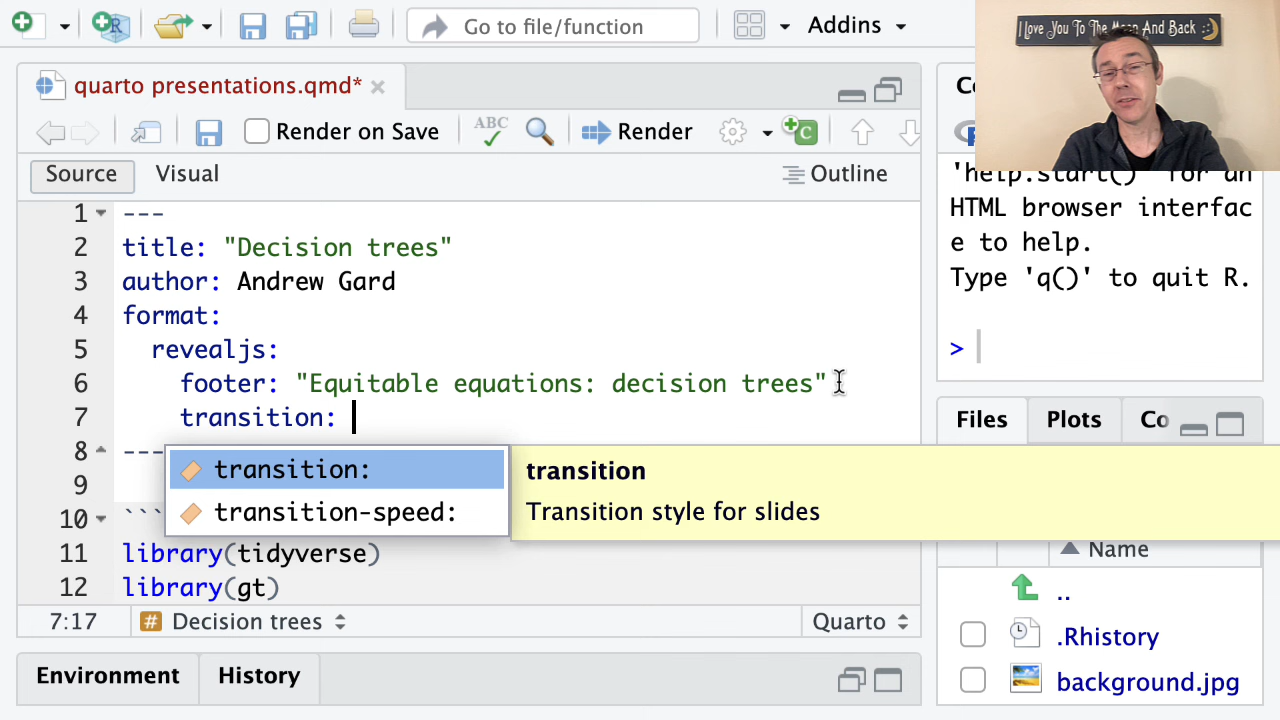 Go to file/function
Addins
I Love You To The Moon And Back
quarto presentations.qmd*
Render on Save
ABC
Render
Source
Visual
Outline
1 ---
2 title: "Decision trees"
3 author: Andrew Gard
4 format:
5 revealjs:
6 footer: "Equitable equations: decision trees"
7 transition:
8 ---
9
10 ```
11 library(tidyverse)
12 library(gt)
transition:
transition-speed:
transition
Transition style for slides
7:17
# Decision trees
Quarto
Environment
History
'help.start()' for an
HTML browser interfac
e to help.
Type 'q()' to quit R.
>
Files
Plots
Co
Name
..
.Rhistory
background.jpg